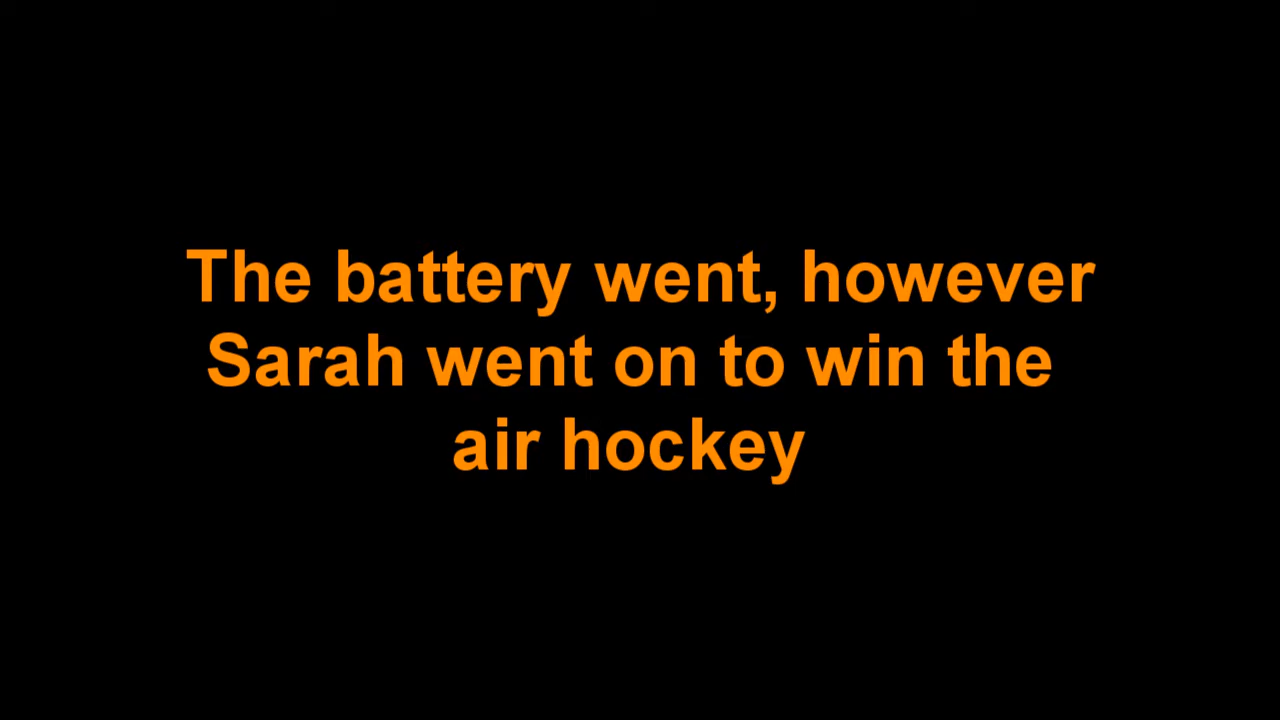 The battery went, however
Sarah went on to win the
air hockey